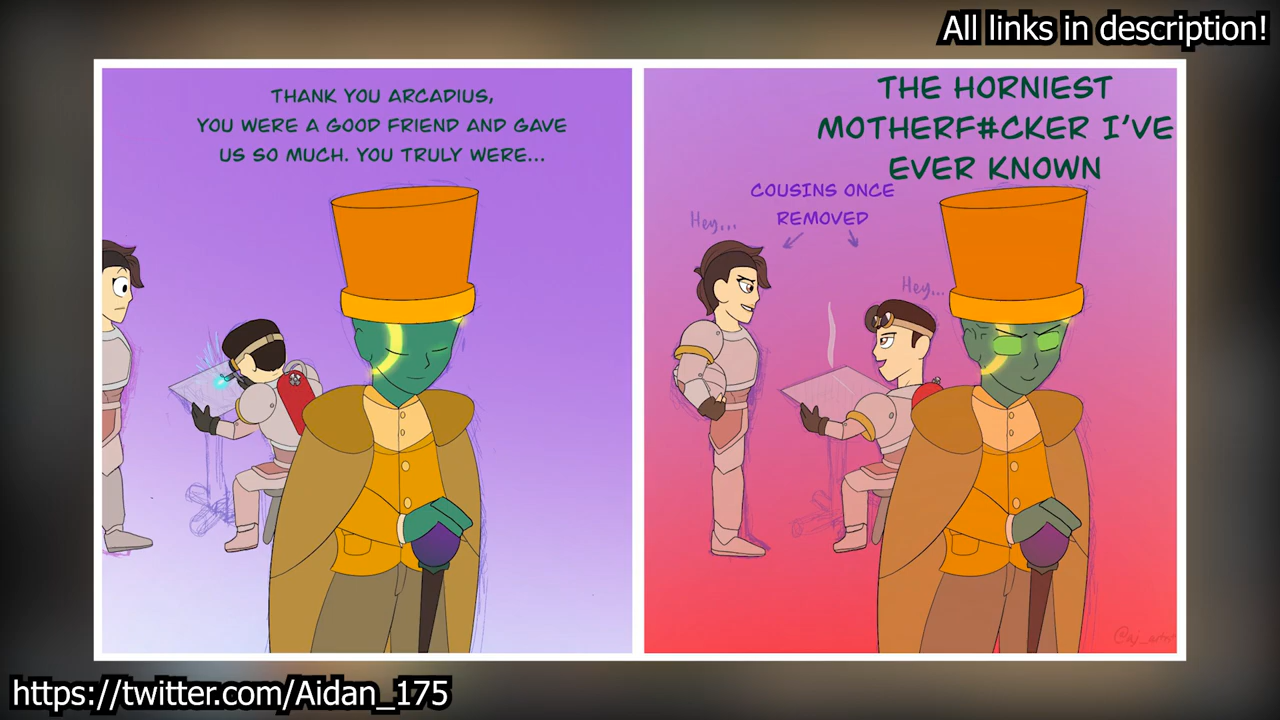 All links in description!
THANK YOU ARCADIUS,
YOU WERE A GOOD FRIEND AND GAVE
US SO MUCH. YOU TRULY WERE...
THE HORNIEST
MOTHERF#CKER I'VE
EVER KNOWN
COUSINS ONCE
REMOVED
Hey...
Hey...
https://twitter.com/Aidan_175